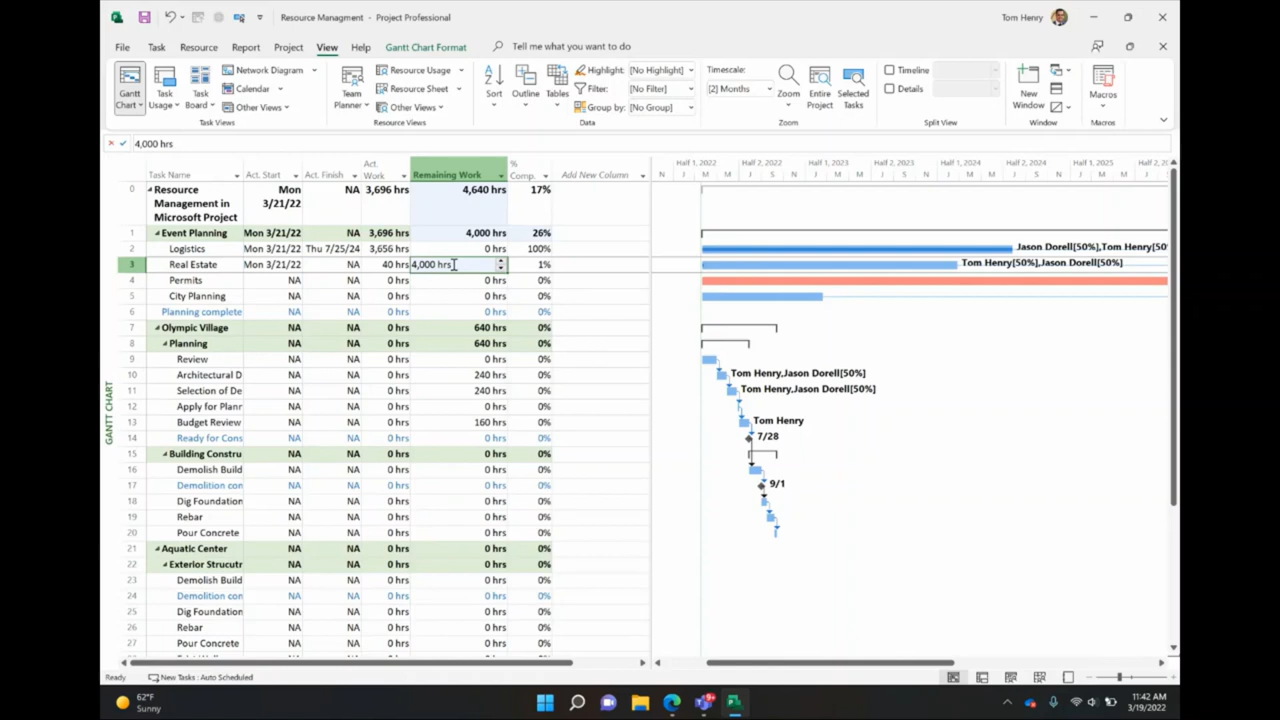 Resource Managment - Project Professional
Tom Henry
File Task Resource Report Project View Help Gantt Chart Format Tell me what you want to do
Gantt Chart
Task Usage
Task Board
Network Diagram
Calendar
Other Views
Task Views
Team Planner
Resource Usage
Resource Sheet
Other Views
Resource Views
Sort
Outline
Tables
Highlight: [No Highlight]
Filter: [No Filter]
Group by: [No Group]
Data
Timescale:
[2] Months
Zoom
Entire Project
Selected Tasks
Zoom
Timeline
Details
Split View
New Window
Window
Macros
Macros
4,000 hrs
Task Name Act. Start Act. Finish Act. Work Remaining Work % Comp. Add New Column
Half 1, 2022 Half 2, 2022 Half 1, 2023 Half 2, 2023 Half 1, 2024 Half 2, 2024 Half 1, 2025 Half 2, 20
N J M M J S N J M M J S N J M M J S N J M M J S
0 Resource Management in Microsoft Project Mon 3/21/22 NA 3,696 hrs 4,640 hrs 17%
1 Event Planning Mon 3/21/22 NA 3,696 hrs 4,000 hrs 26%
2 Logistics Mon 3/21/22 Thu 7/25/24 3,656 hrs 0 hrs 100% Jason Dorell[50%],Tom Henry[50%
3 Real Estate Mon 3/21/22 NA 40 hrs 4,000 hrs 1% Tom Henry[50%],Jason Dorell[50%]
4 Permits NA NA 0 hrs 0 hrs 0%
5 City Planning NA NA 0 hrs 0 hrs 0%
6 Planning complete NA NA 0 hrs 0 hrs 0%
7 Olympic Village NA NA 0 hrs 640 hrs 0%
8 Planning NA NA 0 hrs 640 hrs 0%
9 Review NA NA 0 hrs 0 hrs 0%
10 Architectural D NA NA 0 hrs 240 hrs 0% Tom Henry,Jason Dorell[50%]
11 Selection of De NA NA 0 hrs 240 hrs 0% Tom Henry,Jason Dorell[50%]
12 Apply for Plann NA NA 0 hrs 0 hrs 0%
13 Budget Review NA NA 0 hrs 160 hrs 0% Tom Henry
14 Ready for Cons NA NA 0 hrs 0 hrs 0% 7/28
15 Building Constru NA NA 0 hrs 0 hrs 0%
16 Demolish Build NA NA 0 hrs 0 hrs 0%
17 Demolition con NA NA 0 hrs 0 hrs 0% 9/1
18 Dig Foundation NA NA 0 hrs 0 hrs 0%
19 Rebar NA NA 0 hrs 0 hrs 0%
20 Pour Concrete NA NA 0 hrs 0 hrs 0%
21 Aquatic Center NA NA 0 hrs 0 hrs 0%
22 Exterior Strucutr NA NA 0 hrs 0 hrs 0%
23 Demolish Build NA NA 0 hrs 0 hrs 0%
24 Demolition con NA NA 0 hrs 0 hrs 0%
25 Dig Foundation NA NA 0 hrs 0 hrs 0%
26 Rebar NA NA 0 hrs 0 hrs 0%
27 Pour Concrete NA NA 0 hrs 0 hrs 0%
GANTT CHART
Ready New Tasks : Auto Scheduled
62°F
Sunny
11:42 AM
3/19/2022